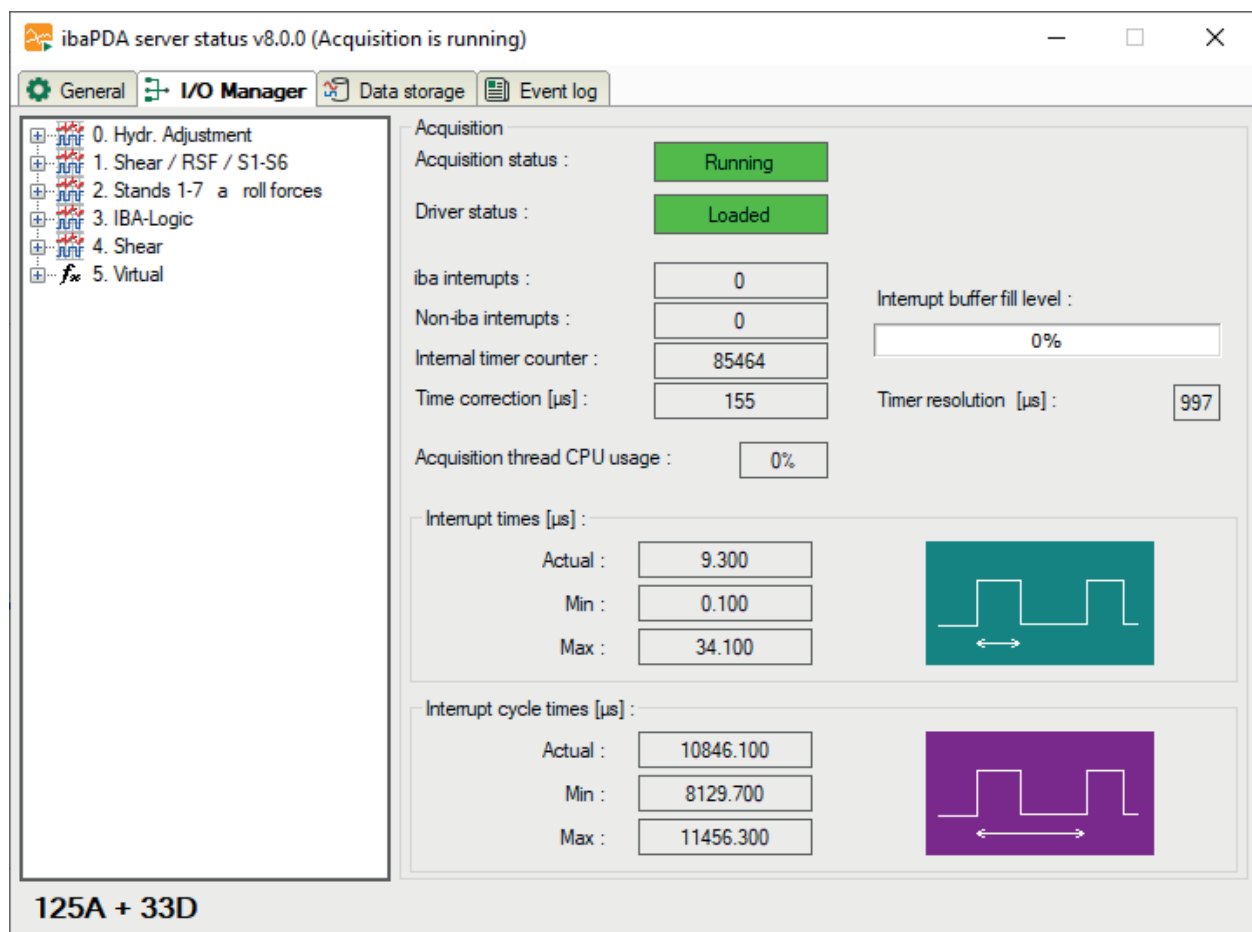 ibaPDA server status v8.0.0 (Acquisition is running)
General I/O Manager Data storage Event log
0. Hydr. Adjustment
1. Shear / RSF / S1-S6
2. Stands 1-7 a roll forces
3. IBA-Logic
4. Shear
fx 5. Virtual
Acquisition
Acquisition status : Running
Driver status : Loaded
iba interrupts : 0
Non-iba interrupts : 0
Internal timer counter : 85464
Time correction [µs] : 155
Interrupt buffer fill level :
0%
Timer resolution [µs] : 997
Acquisition thread CPU usage : 0%
Interrupt times [µs] :
Actual : 9.300
Min : 0.100
Max : 34.100
Interrupt cycle times [µs] :
Actual : 10846.100
Min : 8129.700
Max : 11456.300
125A + 33D